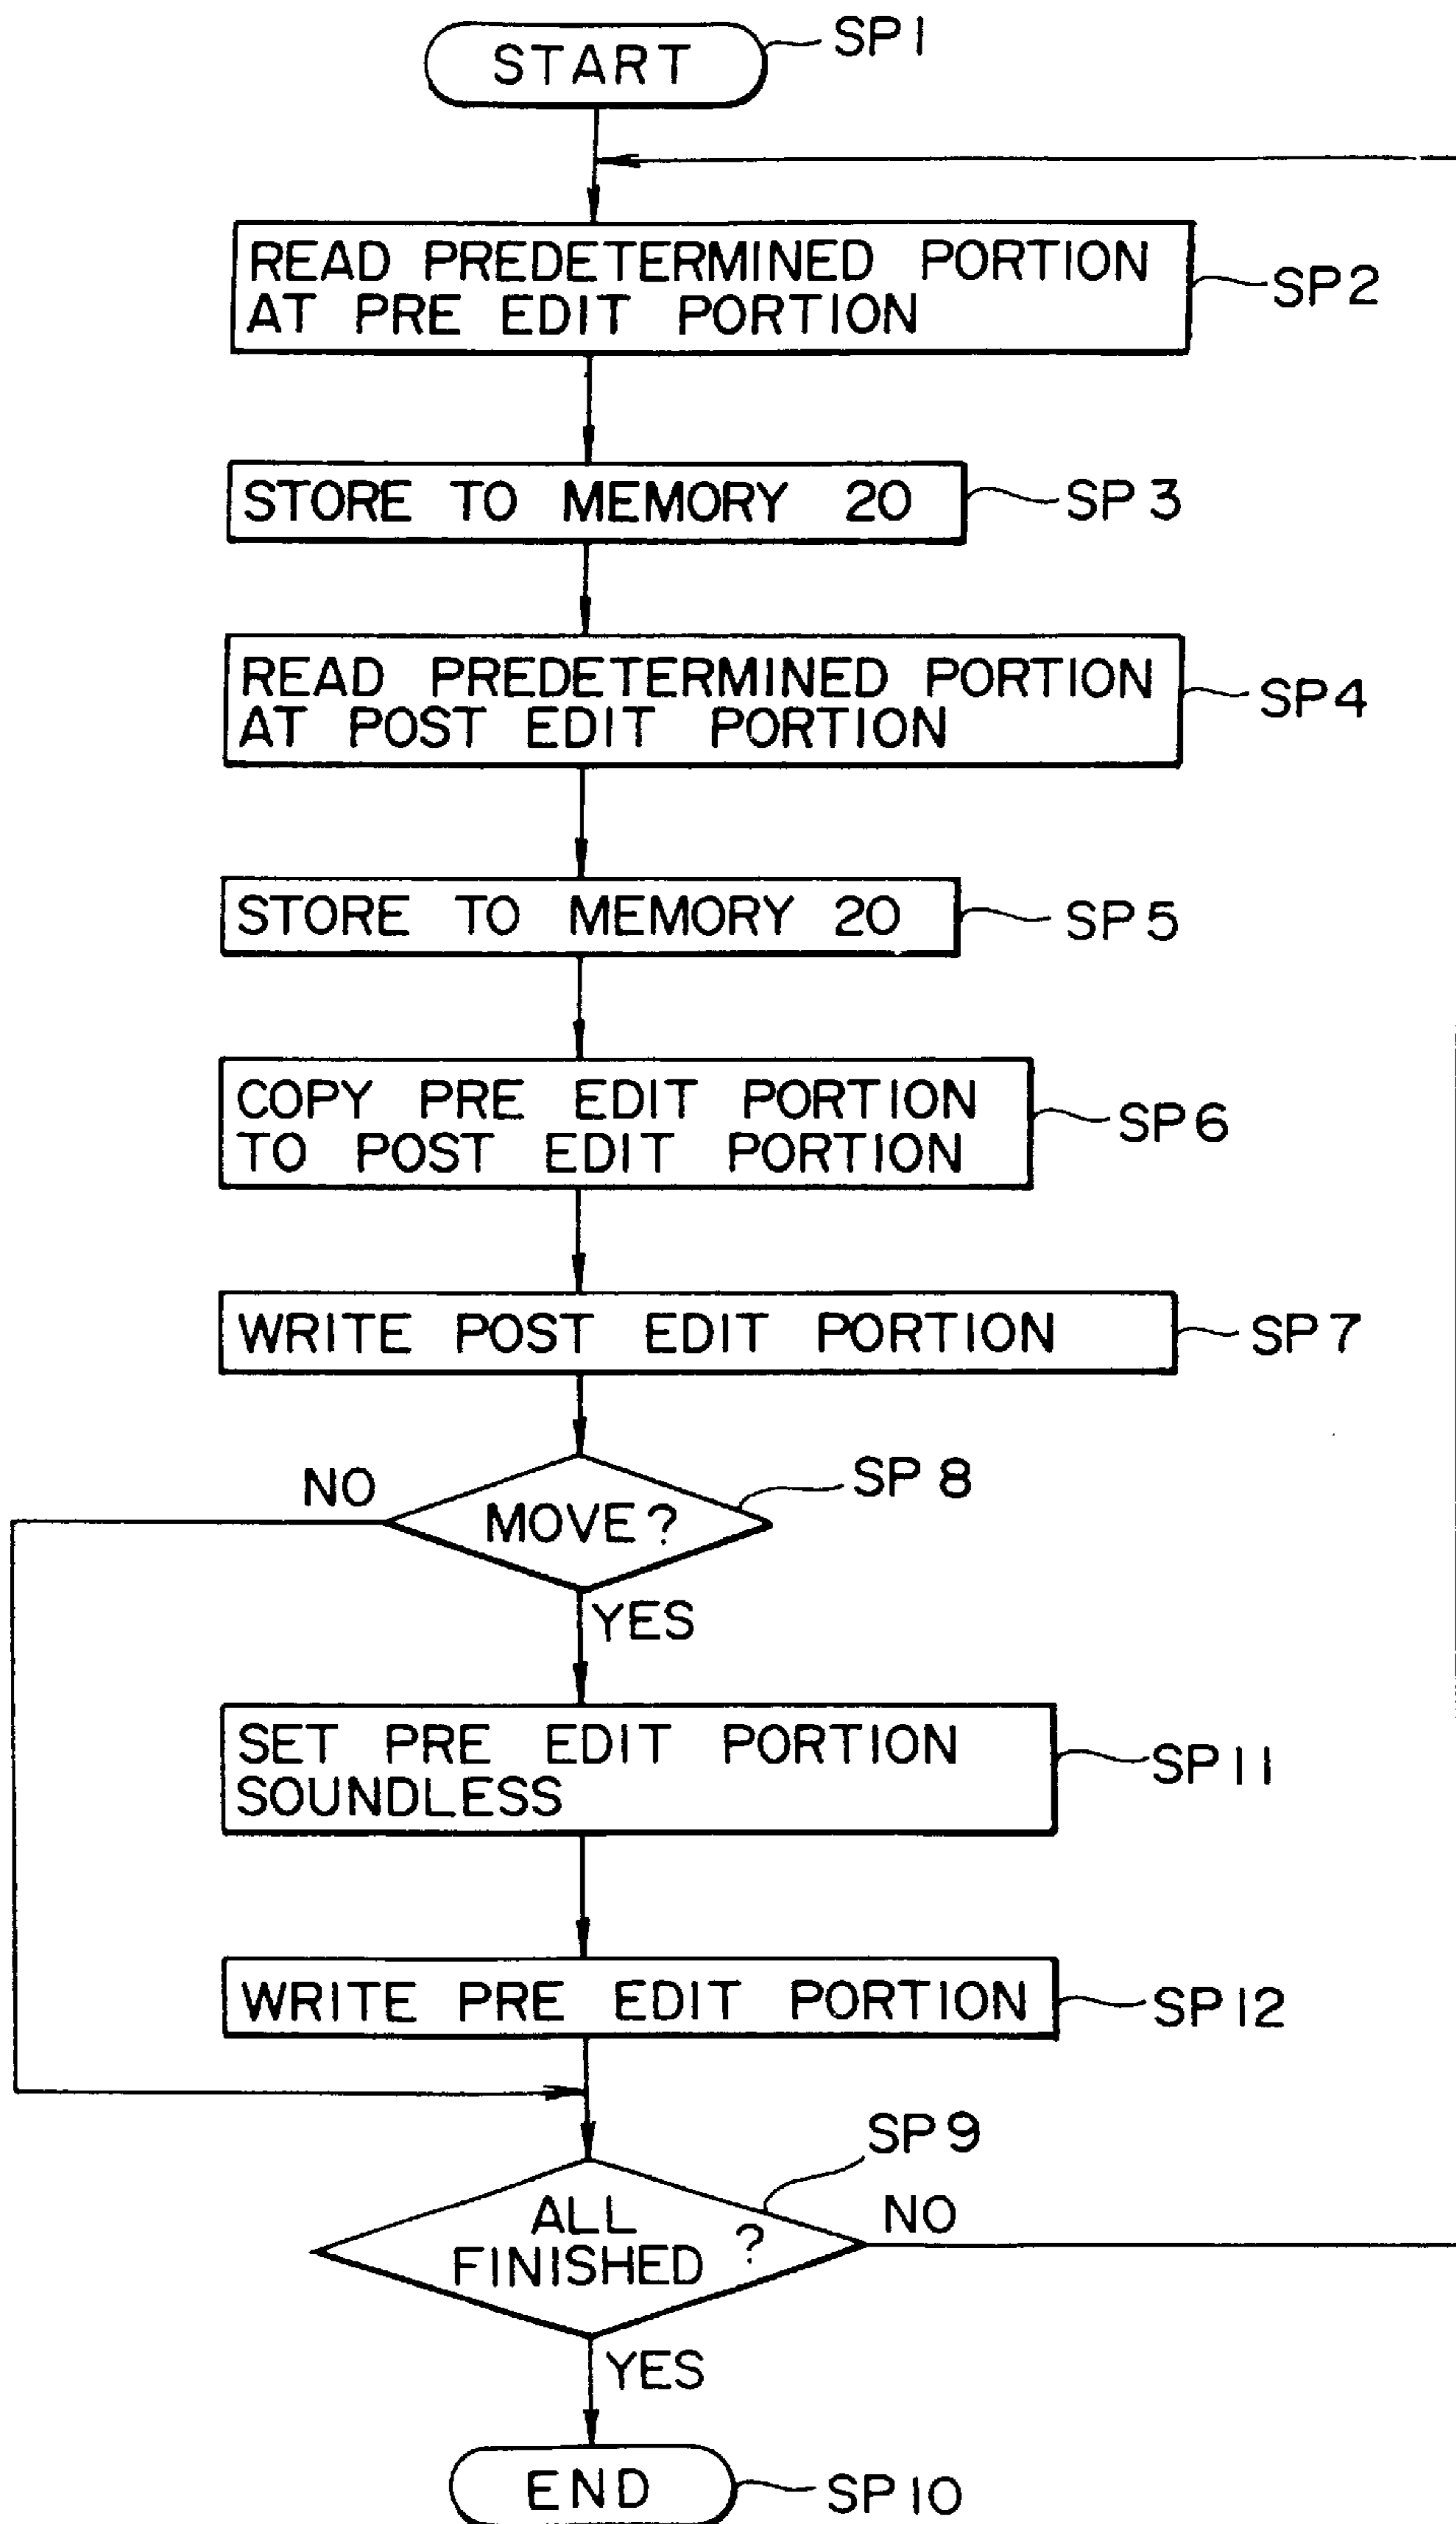 START
SP1
READ PREDETERMINED PORTION
AT PRE EDIT PORTION
SP2
STORE TO MEMORY 20
SP3
READ PREDETERMINED PORTION
AT POST EDIT PORTION
SP4
STORE TO MEMORY 20
SP5
COPY PRE EDIT PORTION
TO POST EDIT PORTION
SP6
WRITE POST EDIT PORTION
SP7
NO
MOVE?
SP8
YES
SET PRE EDIT PORTION
SOUNDLESS
SP11
WRITE PRE EDIT PORTION
SP12
SP9
ALL
FINISHED ?
NO
YES
END
SP10